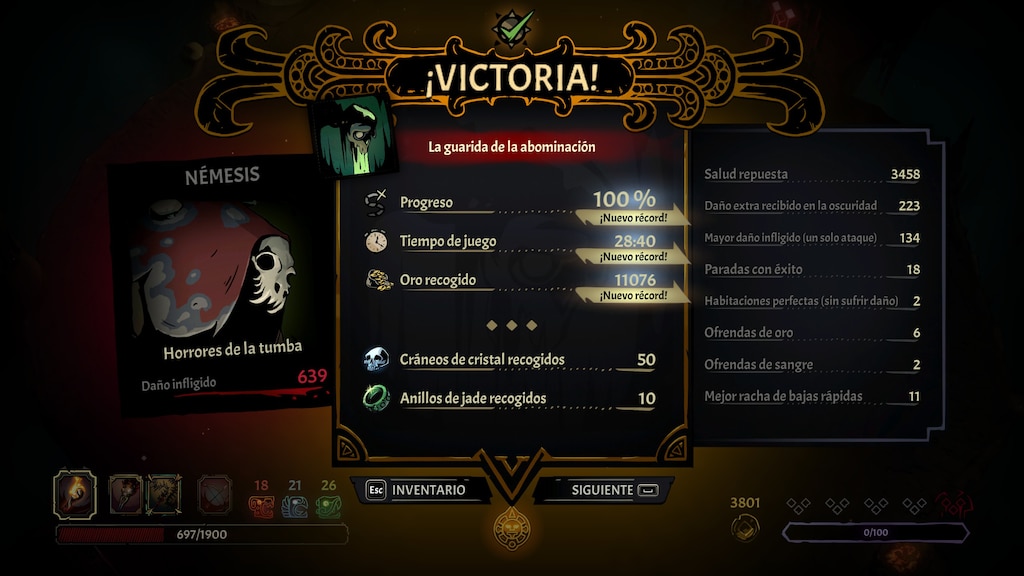 ¡VICTORIA!
La guarida de la abominación
NÉMESIS
Horrores de la tumba
Daño infligido 639
Progreso 100 %
¡Nuevo récord!
Tiempo de juego 28:40
¡Nuevo récord!
Oro recogido 11076
¡Nuevo récord!
Cráneos de cristal recogidos 50
Anillos de jade recogidos 10
Salud repuesta 3458
Daño extra recibido en la oscuridad 223
Mayor daño infligido (un solo ataque) 134
Paradas con éxito 18
Habitaciones perfectas (sin sufrir daño) 2
Ofrendas de oro 6
Ofrendas de sangre 2
Mejor racha de bajas rápidas 11
Esc INVENTARIO
SIGUIENTE
18 21 26
697/1900
3801
0/100